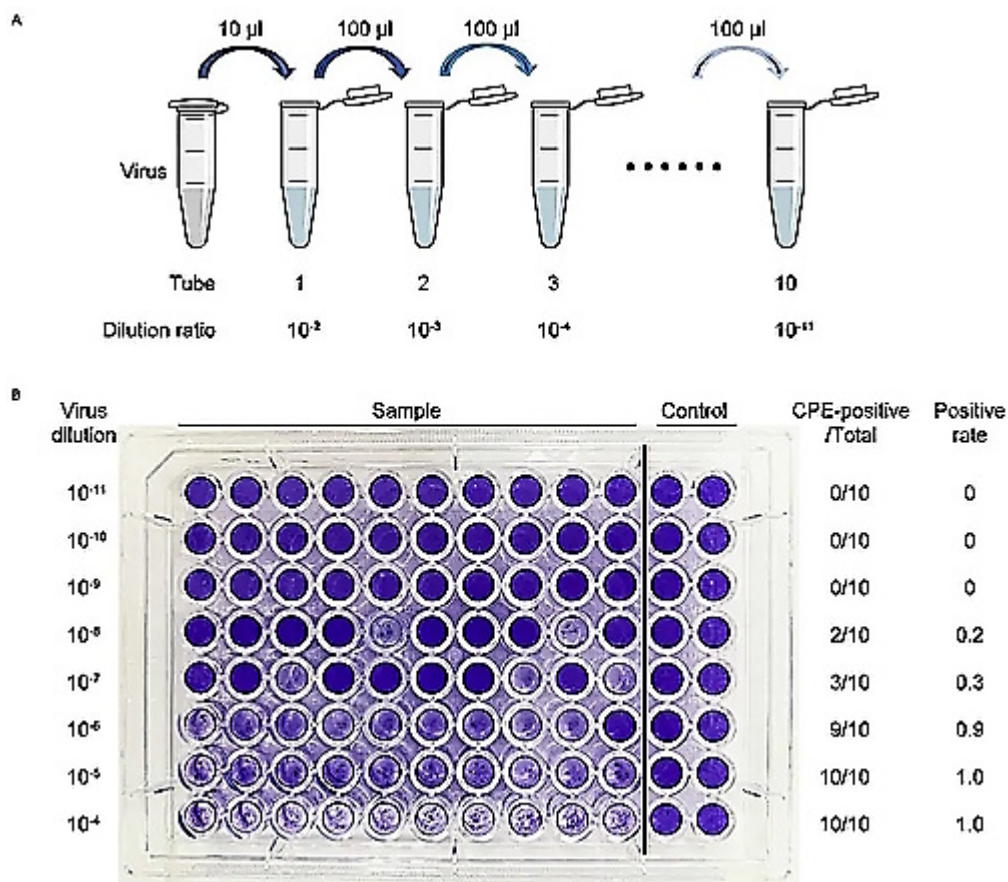 A
10 µl 100 µl 100 µl 100 µl
Virus
Tube 1 2 3 10
Dilution ratio 10⁻² 10⁻³ 10⁻⁴ 10⁻¹¹
B
Virus dilution Sample Control CPE-positive /Total Positive rate
10⁻¹¹ 0/10 0
10⁻¹⁰ 0/10 0
10⁻⁹ 0/10 0
10⁻⁸ 2/10 0.2
10⁻⁷ 3/10 0.3
10⁻⁶ 9/10 0.9
10⁻⁵ 10/10 1.0
10⁻⁴ 10/10 1.0